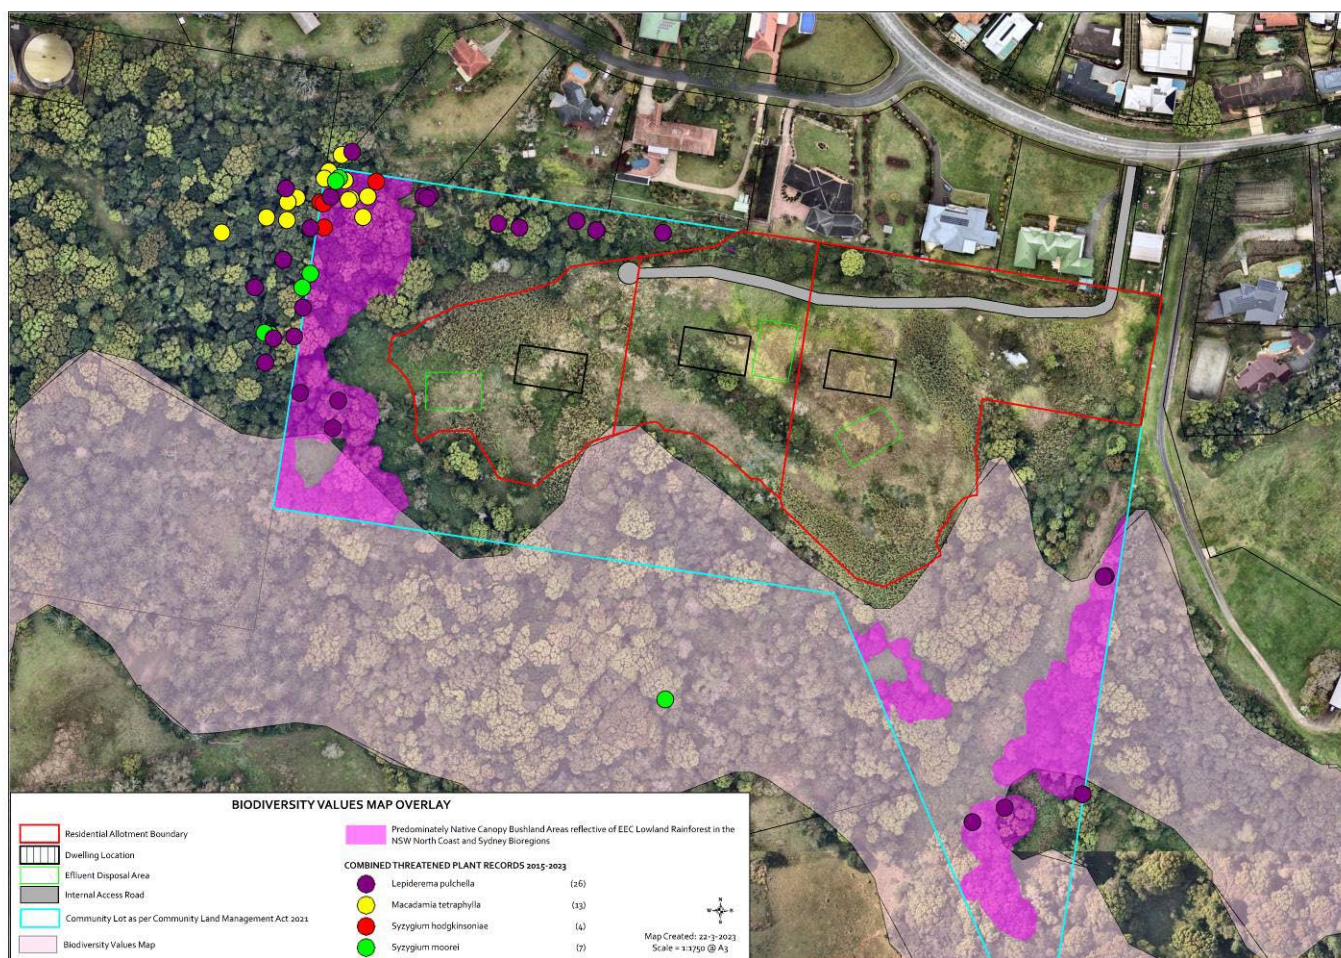 BIODIVERSITY VALUES MAP OVERLAY
Residential Allotment Boundary
Dwelling Location
Efluent Disposal Area
Internal Access Road
Community Lot as per Community Land Management Act 2021
Biodiversity Values Map
Predominately Native Canopy Bushland Areas reflective of EEC Lowland Rainforest in the
NSW North Coast and Sydney Bioregions
COMBINED THREATENED PLANT RECORDS 2015-2023
Lepiderema pulchella (26)
Macadamia tetraphylla (13)
Syzygium hodgkinsoniae (4)
Syzygium moorei (7)
N
W E
S
Map Created: 22-3-2023
Scale = 1:1750 @ A3